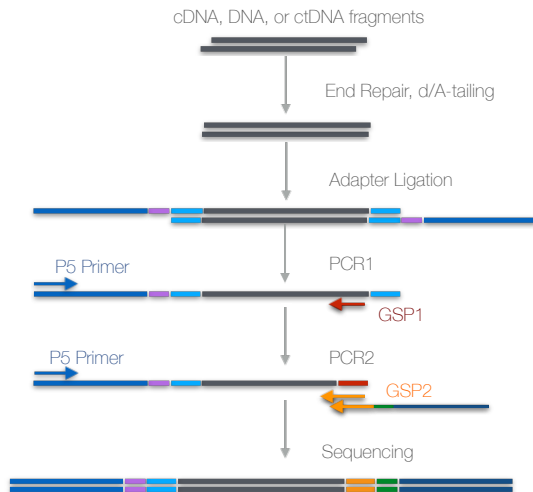 cDNA, DNA, or ctDNA fragments
End Repair, d/A-tailing
Adapter Ligation
P5 Primer
PCR1
GSP1
P5 Primer
PCR2
GSP2
Sequencing